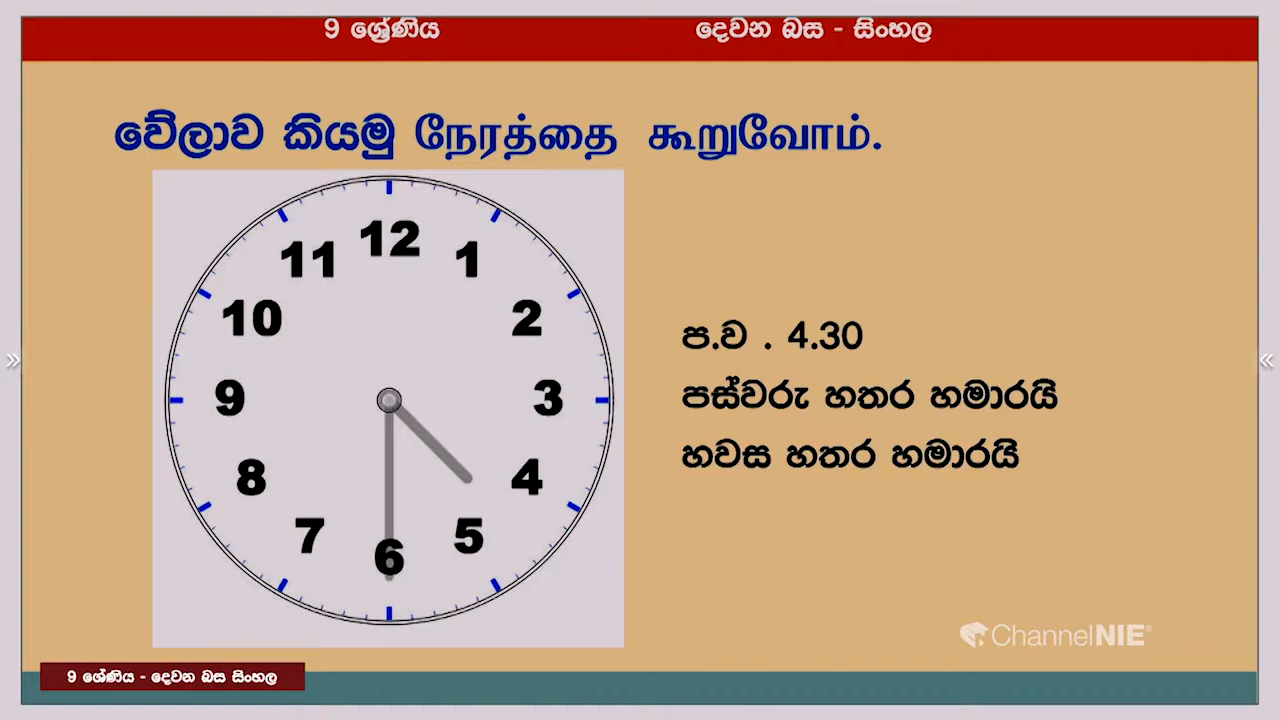 9 ශ්‍රේණිය
දෙවන බස - සිංහල
වේලාව කියමු நேரத்தை கூறுவோம்.
12
11
1
10
2
9
3
8
4
7
5
6
ප.ව . 4.30
පස්වරු හතර හමාරයි
හවස හතර හමාරයි
ChannelNIE®
9 ශ්‍රේණිය - දෙවන බස සිංහල